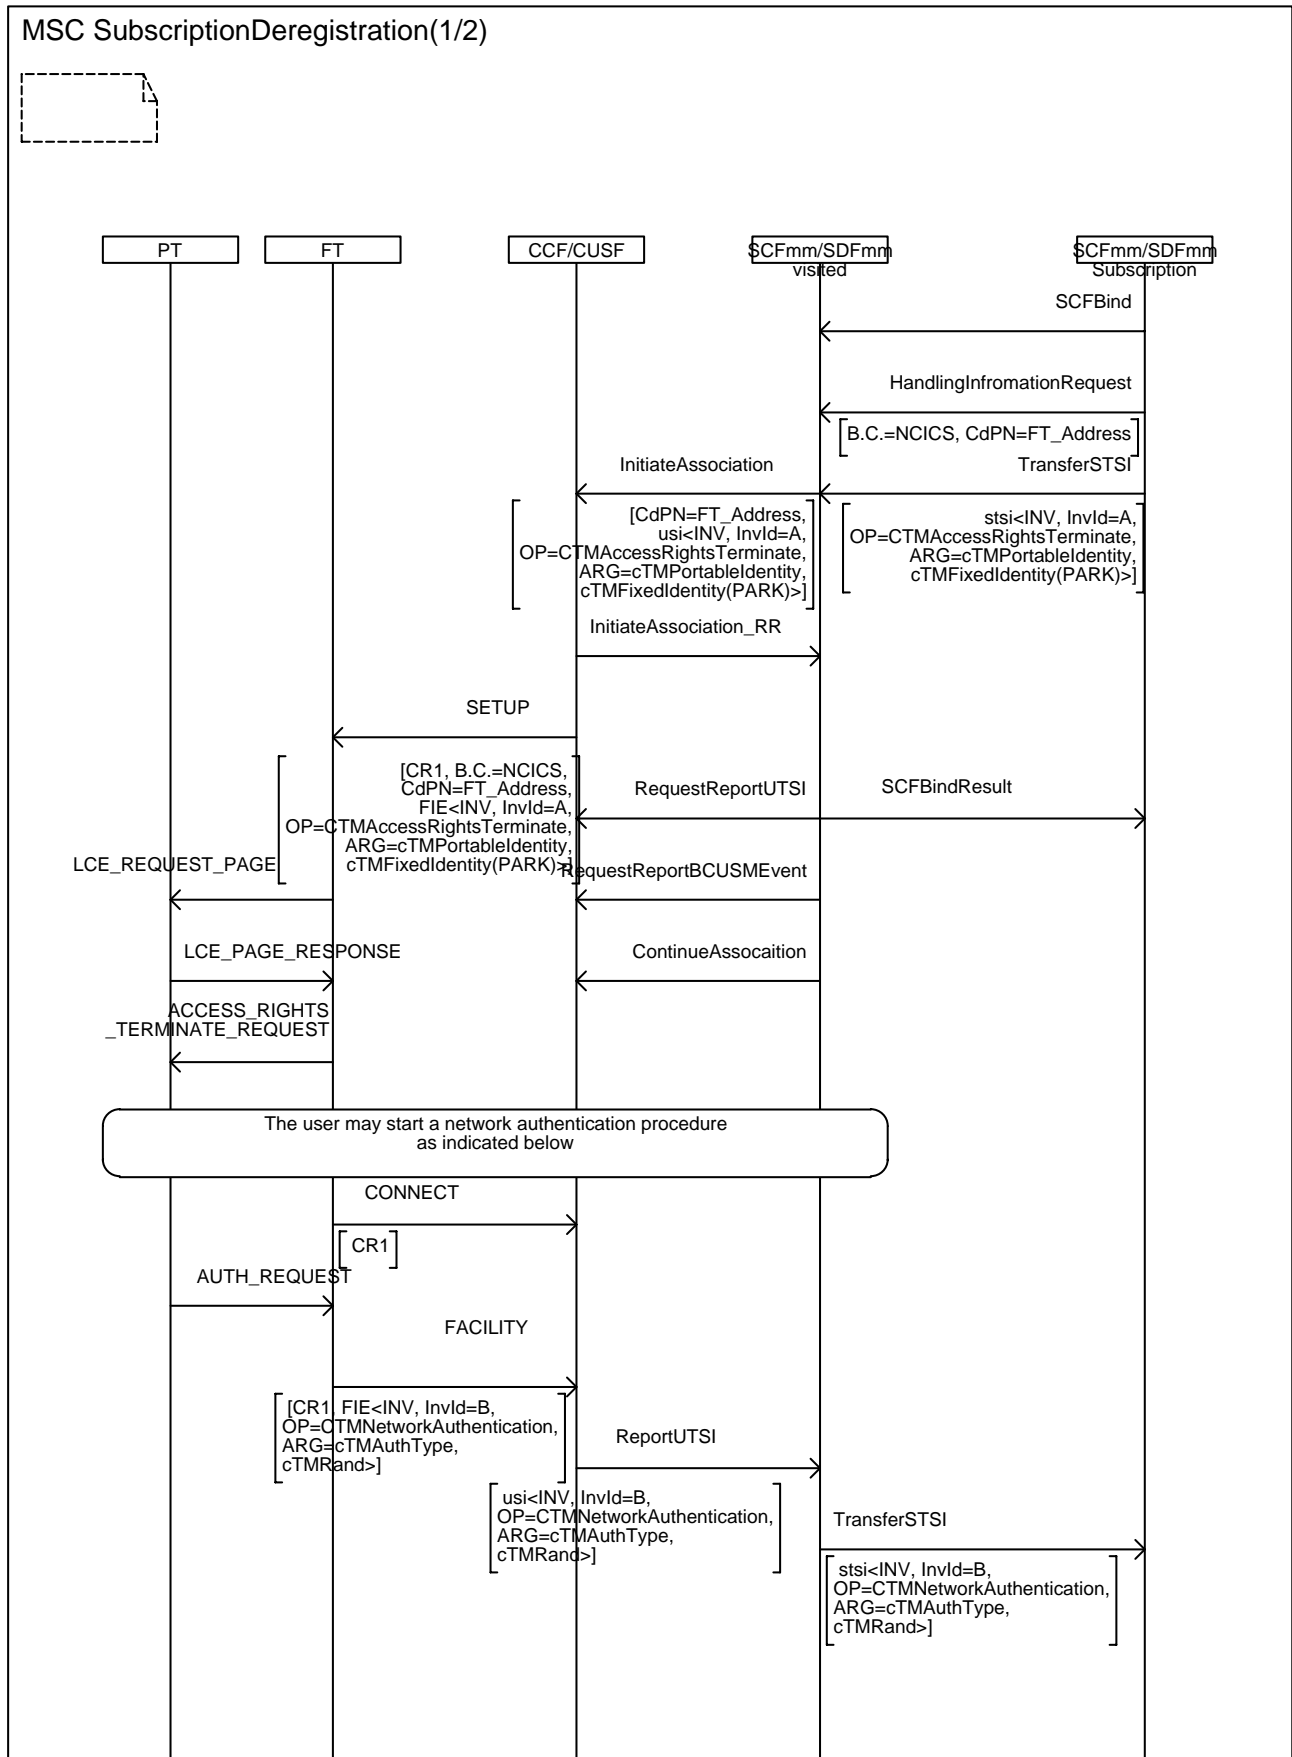 MSC SubscriptionDeregistration(1/2)
PT
FT
CCF/CUSF
SCFmm/SDFmm
visited
SCFmm/SDFmm
Subscription
SCFBind
HandlingInfromationRequest
B.C.=NCICS, CdPN=FT_Address
InitiateAssociation
TransferSTSI
[CdPN=FT_Address,
usi<INV, InvId=A,
OP=CTMAccessRightsTerminate,
ARG=cTMPortableIdentity,
cTMFixedIdentity(PARK)>]
stsi<INV, InvId=A,
OP=CTMAccessRightsTerminate,
ARG=cTMPortableIdentity,
cTMFixedIdentity(PARK)>]
InitiateAssociation_RR
SETUP
[CR1, B.C.=NCICS,
CdPN=FT_Address,
FIE<INV, InvId=A,
OP=CTMAccessRightsTerminate,
ARG=cTMPortableIdentity,
cTMFixedIdentity(PARK)>]
RequestReportUTSI
SCFBindResult
LCE_REQUEST_PAGE
RequestReportBCUSMEvent
LCE_PAGE_RESPONSE
ContinueAssocaition
ACCESS_RIGHTS
_TERMINATE_REQUEST
The user may start a network authentication procedure
as indicated below
CONNECT
CR1
AUTH_REQUEST
FACILITY
[CR1, FIE<INV, InvId=B,
OP=CTMNetworkAuthentication,
ARG=cTMAuthType,
cTMRand>]
ReportUTSI
usi<INV, InvId=B,
OP=CTMNetworkAuthentication,
ARG=cTMAuthType,
cTMRand>]
TransferSTSI
stsi<INV, InvId=B,
OP=CTMNetworkAuthentication,
ARG=cTMAuthType,
cTMRand>]